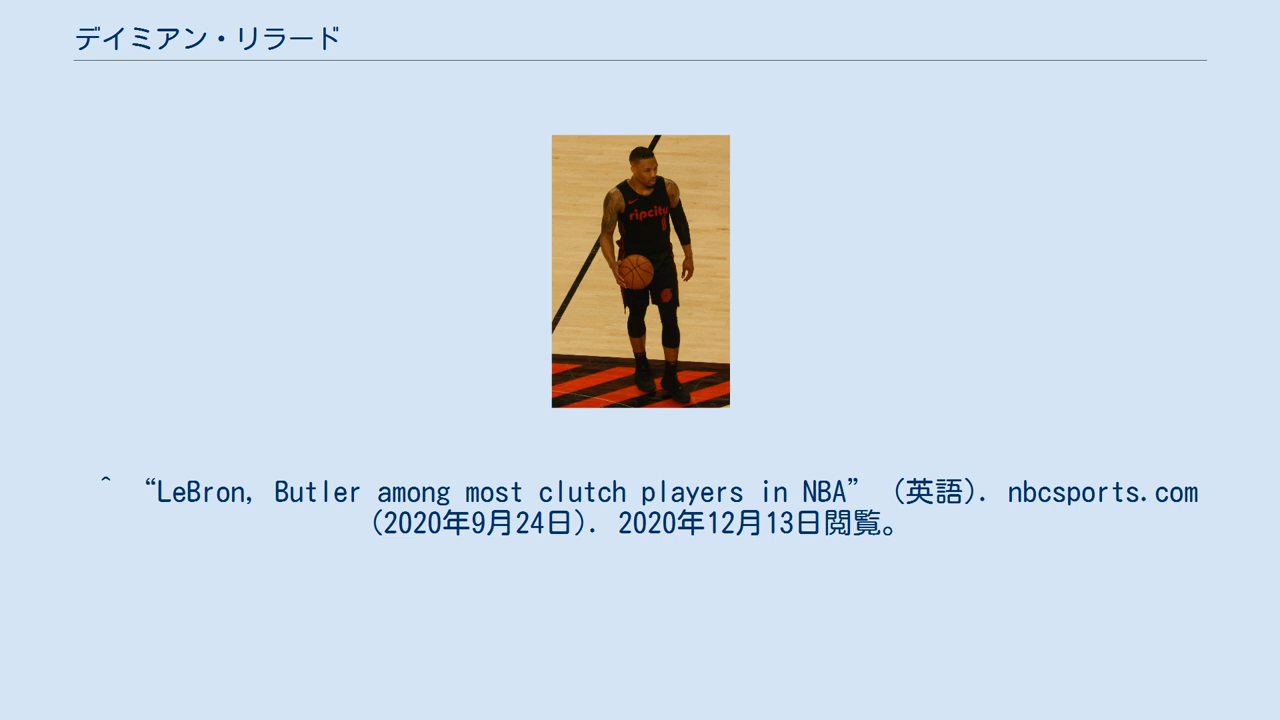 デイミアン・リラード
ripcity
^ “LeBron, Butler among most clutch players in NBA” (英語). nbcsports.com
(2020年9月24日). 2020年12月13日閲覧。